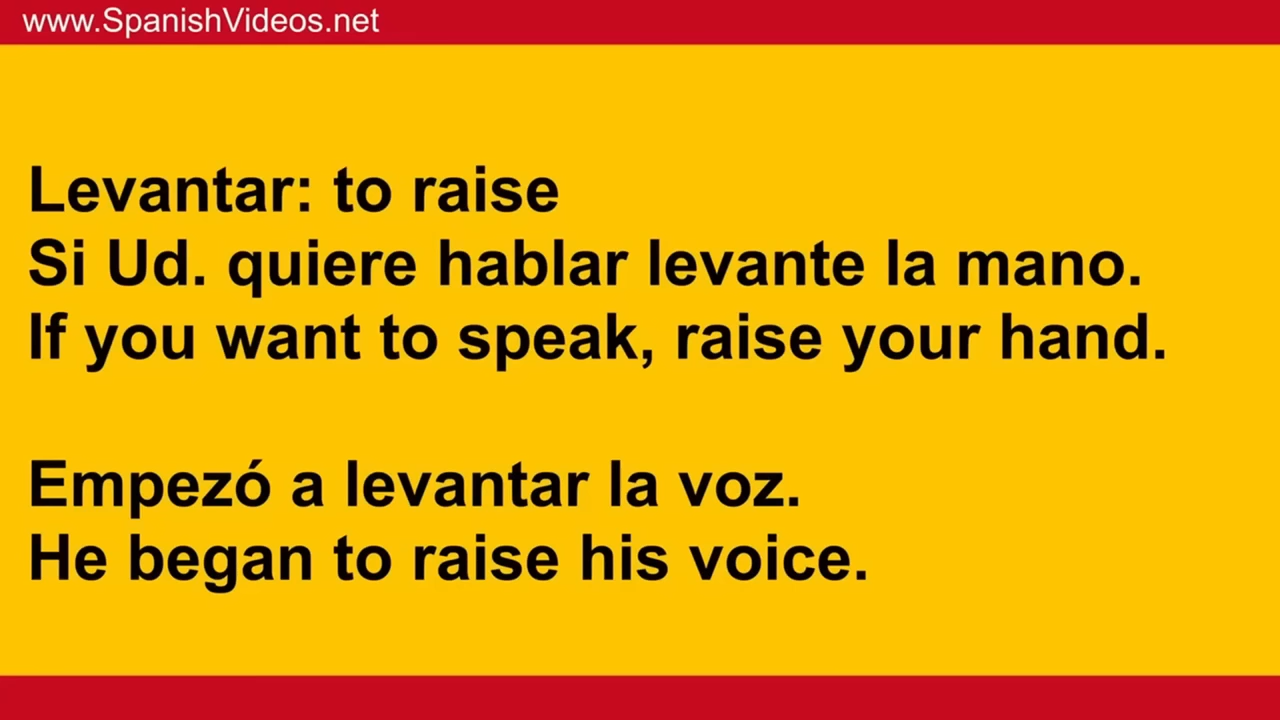 www.SpanishVideos.net
Levantar: to raise
Si Ud. quiere hablar levante la mano.
If you want to speak, raise your hand.
Empezó a levantar la voz.
He began to raise his voice.